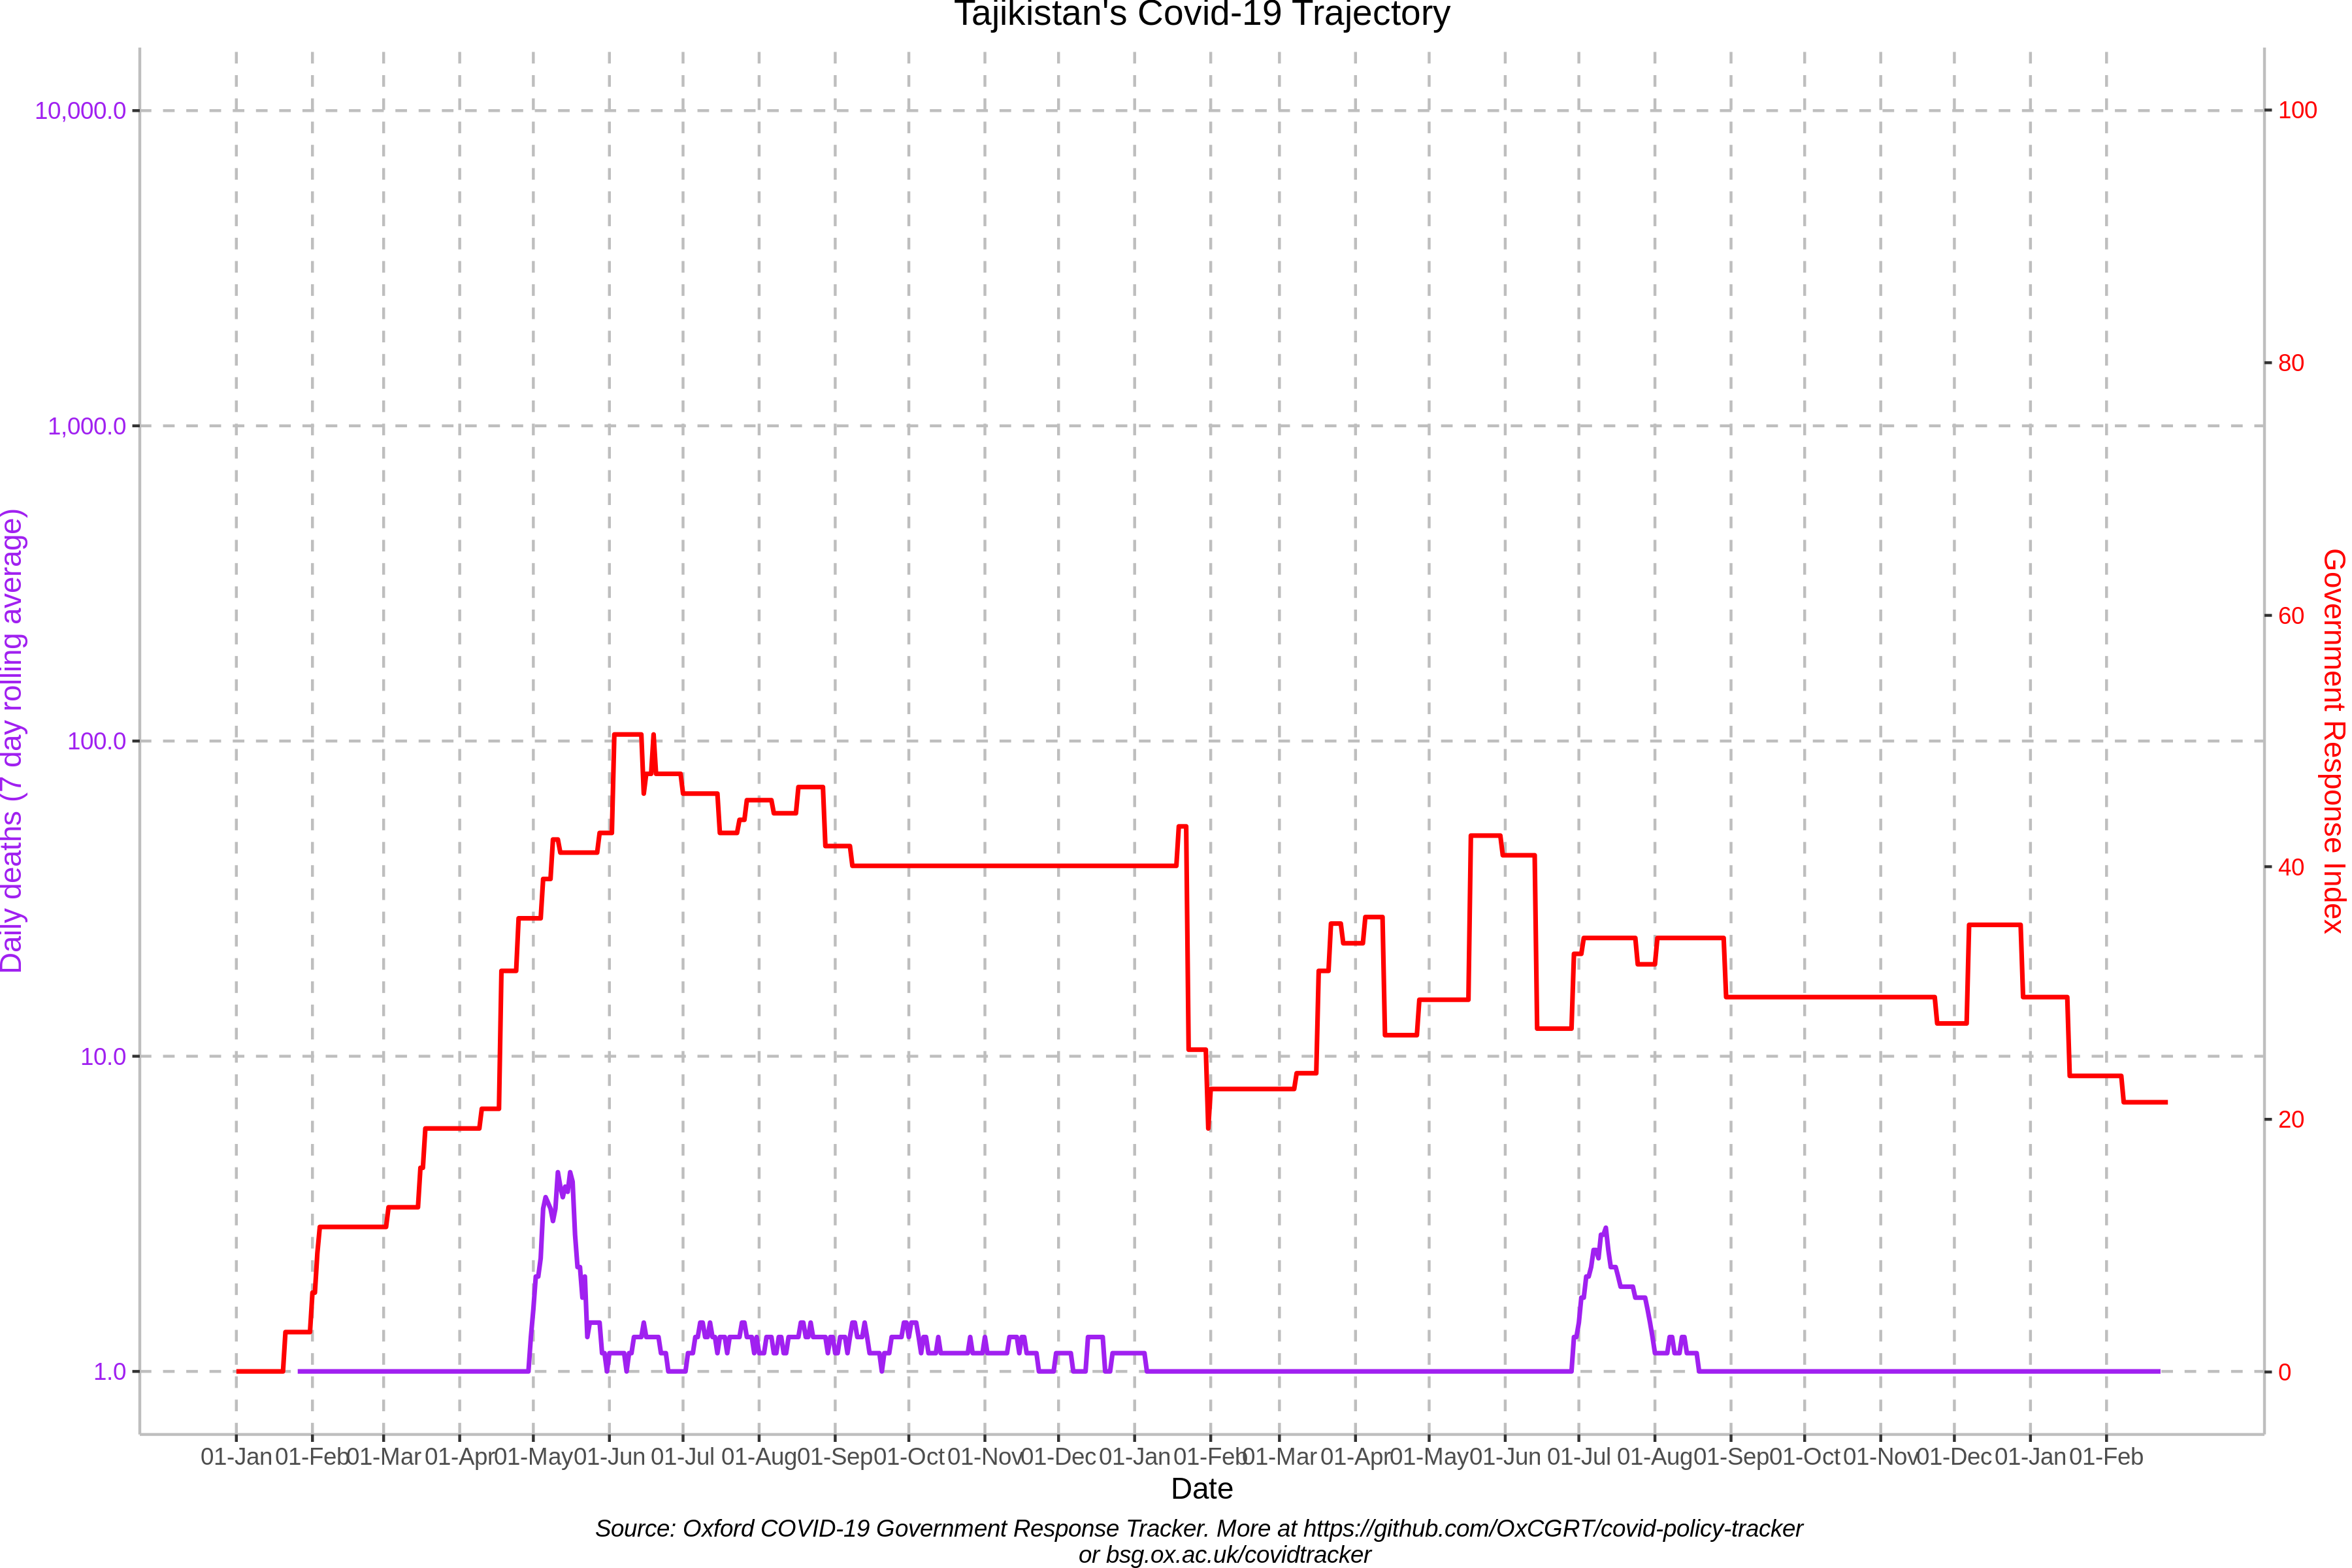 Tajikistan's Covid-19 Trajectory
10,000.0
1,000.0
100.0
10.0
1.0
Daily deaths (7 day rolling average)
100
80
60
40
20
0
Government Response Index
01-Jan 01-Feb 01-Mar 01-Apr 01-May 01-Jun 01-Jul 01-Aug 01-Sep 01-Oct 01-Nov 01-Dec 01-Jan 01-Feb 01-Mar 01-Apr 01-May 01-Jun 01-Jul 01-Aug 01-Sep 01-Oct 01-Nov 01-Dec 01-Jan 01-Feb
Date
Source: Oxford COVID-19 Government Response Tracker. More at https://github.com/OxCGRT/covid-policy-tracker
or bsg.ox.ac.uk/covidtracker